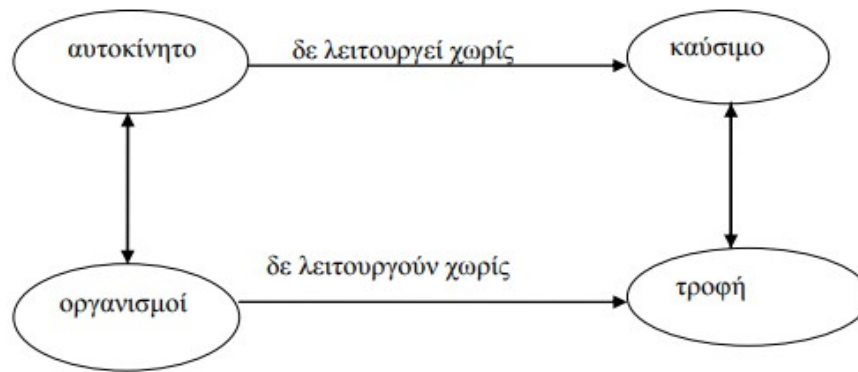 αυτοκίνητο
δε λειτουργεί χωρίς
καύσιμο
οργανισμοί
δε λειτουργούν χωρίς
τροφή